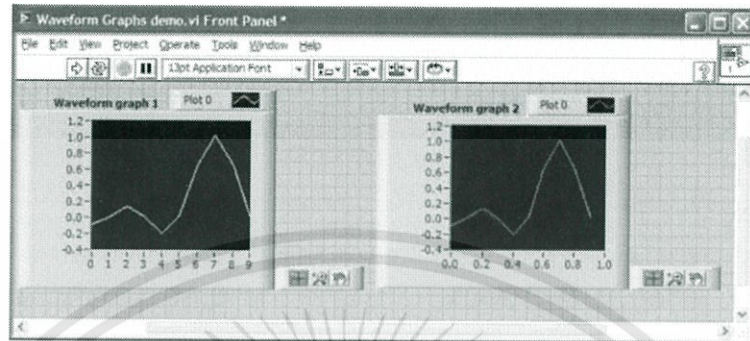 Waveform Graphs demo.vi Front Panel *
File Edit View Project Operate Tools Window Help
13pt Application Font
Waveform graph 1 Plot 0
1.2
1.0
0.8
0.6
0.4
0.2
0.0
-0.2
-0.4
0 1 2 3 4 5 6 7 8 9
Waveform graph 2 Plot 0
1.2
1.0
0.8
0.6
0.4
0.2
0.0
-0.2
-0.4
0.0 0.2 0.4 0.6 0.8 1.0